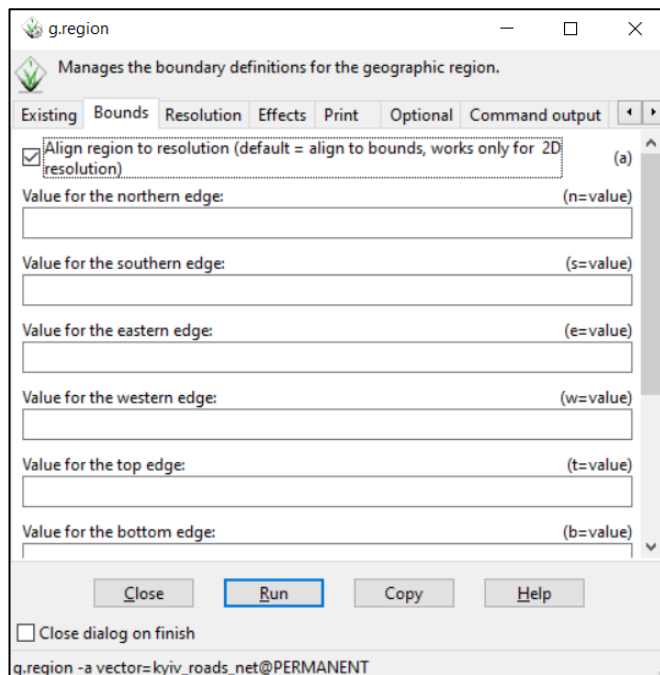 g.region
Manages the boundary definitions for the geographic region.
Existing Bounds Resolution Effects Print Optional Command output
Align region to resolution (default = align to bounds, works only for 2D (a)
resolution)
Value for the northern edge: (n=value)
Value for the southern edge: (s=value)
Value for the eastern edge: (e=value)
Value for the western edge: (w=value)
Value for the top edge: (t=value)
Value for the bottom edge: (b=value)
Close Run Copy Help
Close dialog on finish
g.region -a vector=kyiv_roads_net@PERMANENT